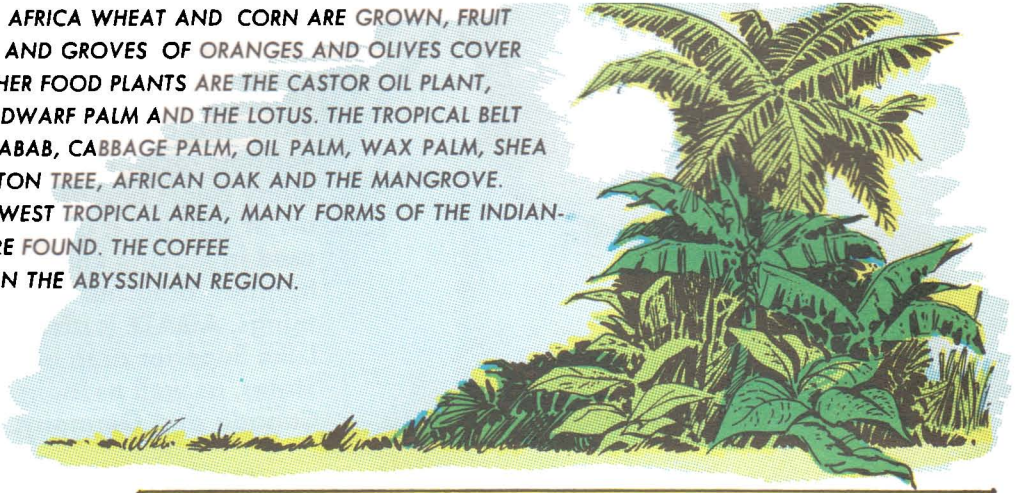 AFRICA WHEAT AND CORN ARE GROWN, FRUIT
AND GROVES OF ORANGES AND OLIVES COVER
HER FOOD PLANTS ARE THE CASTOR OIL PLANT,
DWARF PALM AND THE LOTUS. THE TROPICAL BELT
ABAB, CABBAGE PALM, OIL PALM, WAX PALM, SHEA
TON TREE, AFRICAN OAK AND THE MANGROVE.
WEST TROPICAL AREA, MANY FORMS OF THE INDIAN-
RE FOUND. THE COFFEE
N THE ABYSSINIAN REGION.